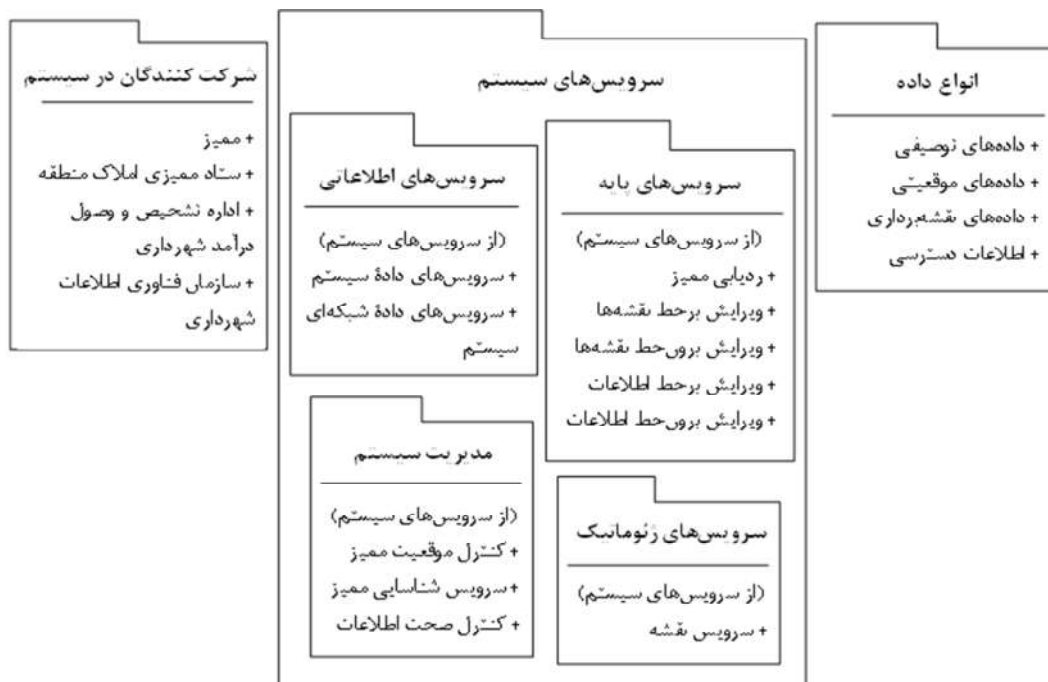 انواع داده
+ داده‌های توصیفی
+ داده‌های موقعیتی
+ داده‌های نقشه‌برداری
+ اطلاعات دسترسی
سرویس‌های سیستم
سرویس‌های پایه
(از سرویس‌های سیستم)
+ ردیابی ممیز
+ ویرایش برخط نقشه‌ها
+ ویرایش برون‌خط نقشه‌ها
+ ویرایش برخط اطلاعات
+ ویرایش برون‌خط اطلاعات
سرویس‌های اطلاعاتی
(از سرویس‌های سیستم)
+ سرویس‌های دادهٔ سیستم
+ سرویس‌های دادهٔ شبکه‌ای
سیستم
سرویس‌های ژئوماتیک
(از سرویس‌های سیستم)
+ سرویس نقشه
مدیریت سیستم
(از سرویس‌های سیستم)
+ کنترل موقعیت ممیز
+ سرویس شناسایی ممیز
+ کنترل صحت اطلاعات
شرکت کنندگان در سیستم
+ ممیز
+ ستاد ممیزی املاک منطقه
+ اداره تشخیص و وصول
درآمد شهرداری
+ سازمان فناوری اطلاعات
شهرداری